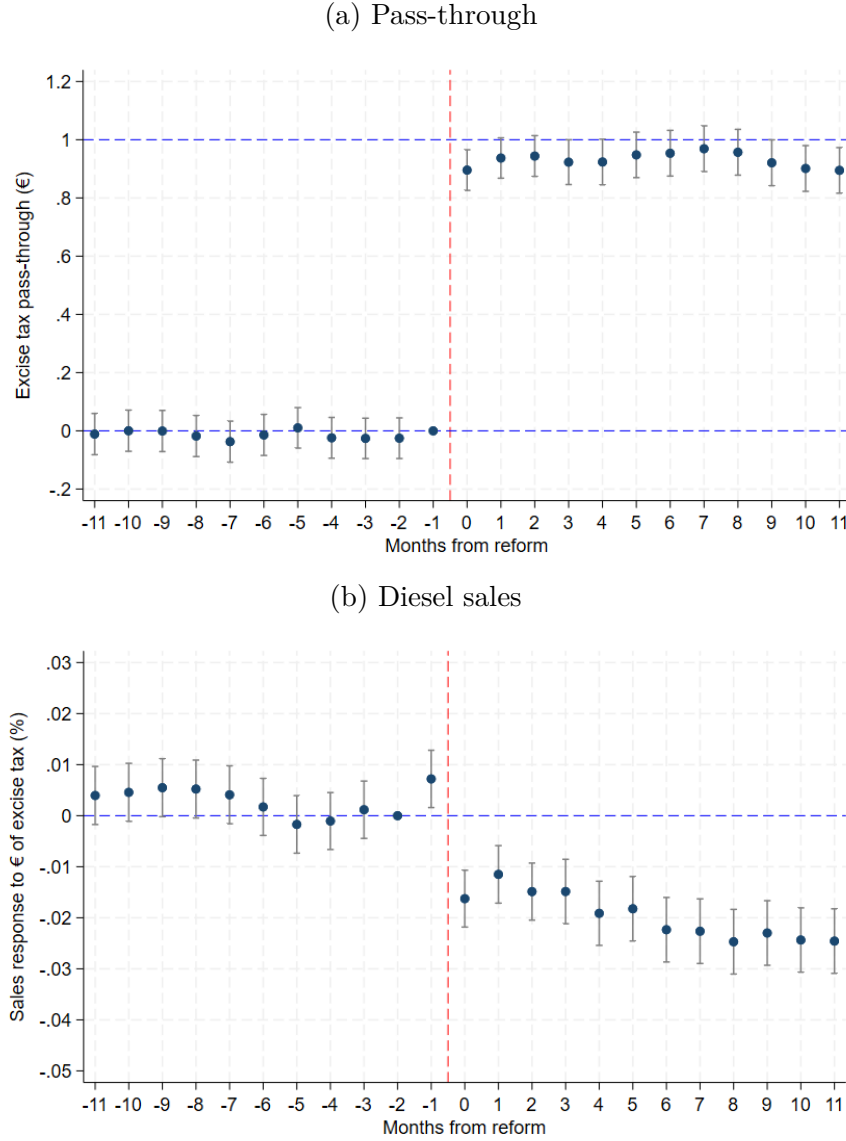 (a) Pass-through
Excise tax pass-through (€)
1.2
1
.8
.6
.4
.2
0
-.2
-11 -10 -9 -8 -7 -6 -5 -4 -3 -2 -1 0 1 2 3 4 5 6 7 8 9 10 11
Months from reform
(b) Diesel sales
Sales response to € of excise tax (%)
.03
.02
.01
0
-.01
-.02
-.03
-.04
-.05
-11 -10 -9 -8 -7 -6 -5 -4 -3 -2 -1 0 1 2 3 4 5 6 7 8 9 10 11
Months from reform